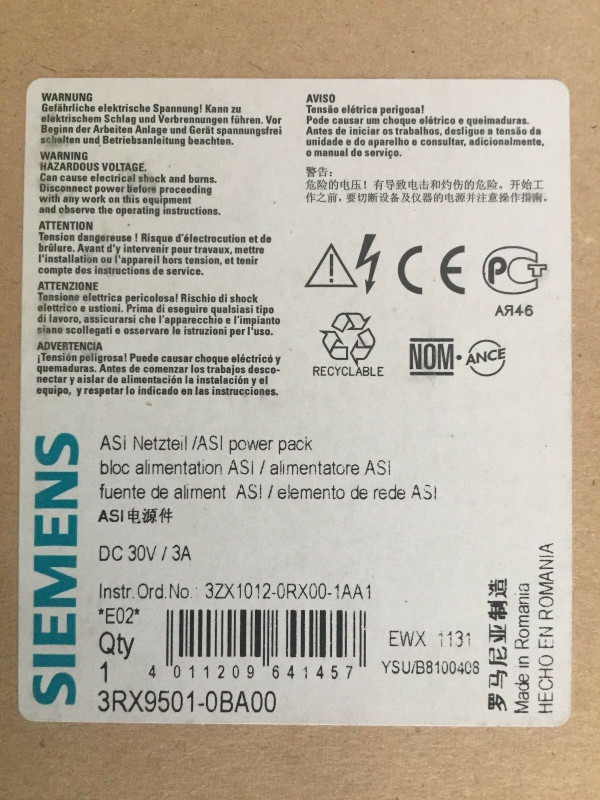 WARNUNG
Gefährliche elektrische Spannung! Kann zu
elektrischem Schlag und Verbrennungen führen. Vor
Beginn der Arbeiten Anlage und Gerät spannungsfrei
schalten und Betriebsanleitung beachten.
WARNING
HAZARDOUS VOLTAGE.
Can cause electrical shock and burns.
Disconnect power before proceeding
with any work on this equipment
and observe the operating instructions.
ATTENTION
Tension dangereuse ! Risque d'électrocution et de
brûlure. Avant d'y intervenir pour travaux, mettre
l'installation ou l'appareil hors tension, et tenir
compte des instructions de service.
ATTENZIONE
Tensione elettrica pericolosa! Rischio di shock
elettrico e ustioni. Prima di eseguire qualsiasi tipo
di lavoro, assicurarsi che l'apparecchio e l'impianto
siano scollegati e osservare le istruzioni per l'uso.
ADVERTENCIA
¡Tensión peligrosa! Puede causar choque eléctricó y
quemaduras. Antes de comenzar los trabajos desco-
nectar y aislar de alimentación la instalación y el
equipo, y respetar lo indicado en las instrucciones.
AVISO
Tensão elétrica perigosa!
Pode causar um choque elétrico e queimaduras.
Antes de iniciar os trabalhos, desligue a tensão da
unidade e do aparelho e consultar, adicionalmente,
o manual de serviço.
警告:
危险的电压!有导致电击和灼伤的危险。开始工
作之前,要切断设备及仪器的电源并注意操作指南。
CE
РСТ
АЯ46
RECYCLABLE
NOM·ANCE
SIEMENS
ASI Netzteil /ASI power pack
bloc alimentation ASI / alimentatore ASI
fuente de aliment ASI / elemento de rede ASI
ASI电源件
DC 30V / 3A
Instr.Ord.No.: 3ZX1012-0RX00-1AA1
*E02*
Qty
1
4 011209 641457
EWX 1131
YSU/B8100408
3RX9501-0BA00
罗马尼亚制造
Made in Romania
HECHO EN ROMANIA